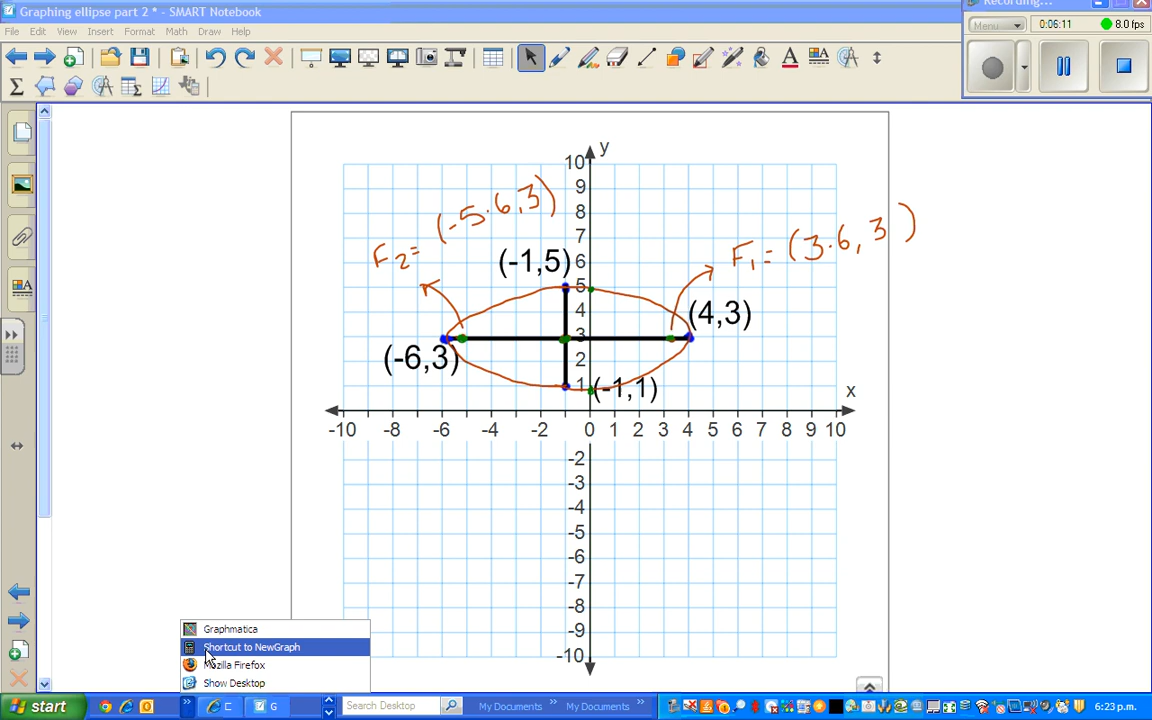 Graphing ellipse part 2 * - SMART Notebook
Recording...
File Edit View Insert Format Math Draw Help
Menu 0:06:11 8.0 fps
y
10
9
8
7
6
5
4
3
2
1
F2 = (-5.6,3)
F1 = (3.6,3)
(-1,5)
(4,3)
(-6,3)
(-1,1)
x
-10 -8 -6 -4 -2 0 1 2 3 4 5 6 7 8 9 10
-2
-3
-4
-5
-6
-7
-8
-9
-10
Graphmatica
Shortcut to NewGraph
Mozilla Firefox
Show Desktop
start E G Search Desktop My Documents My Documents 6:23 p.m.